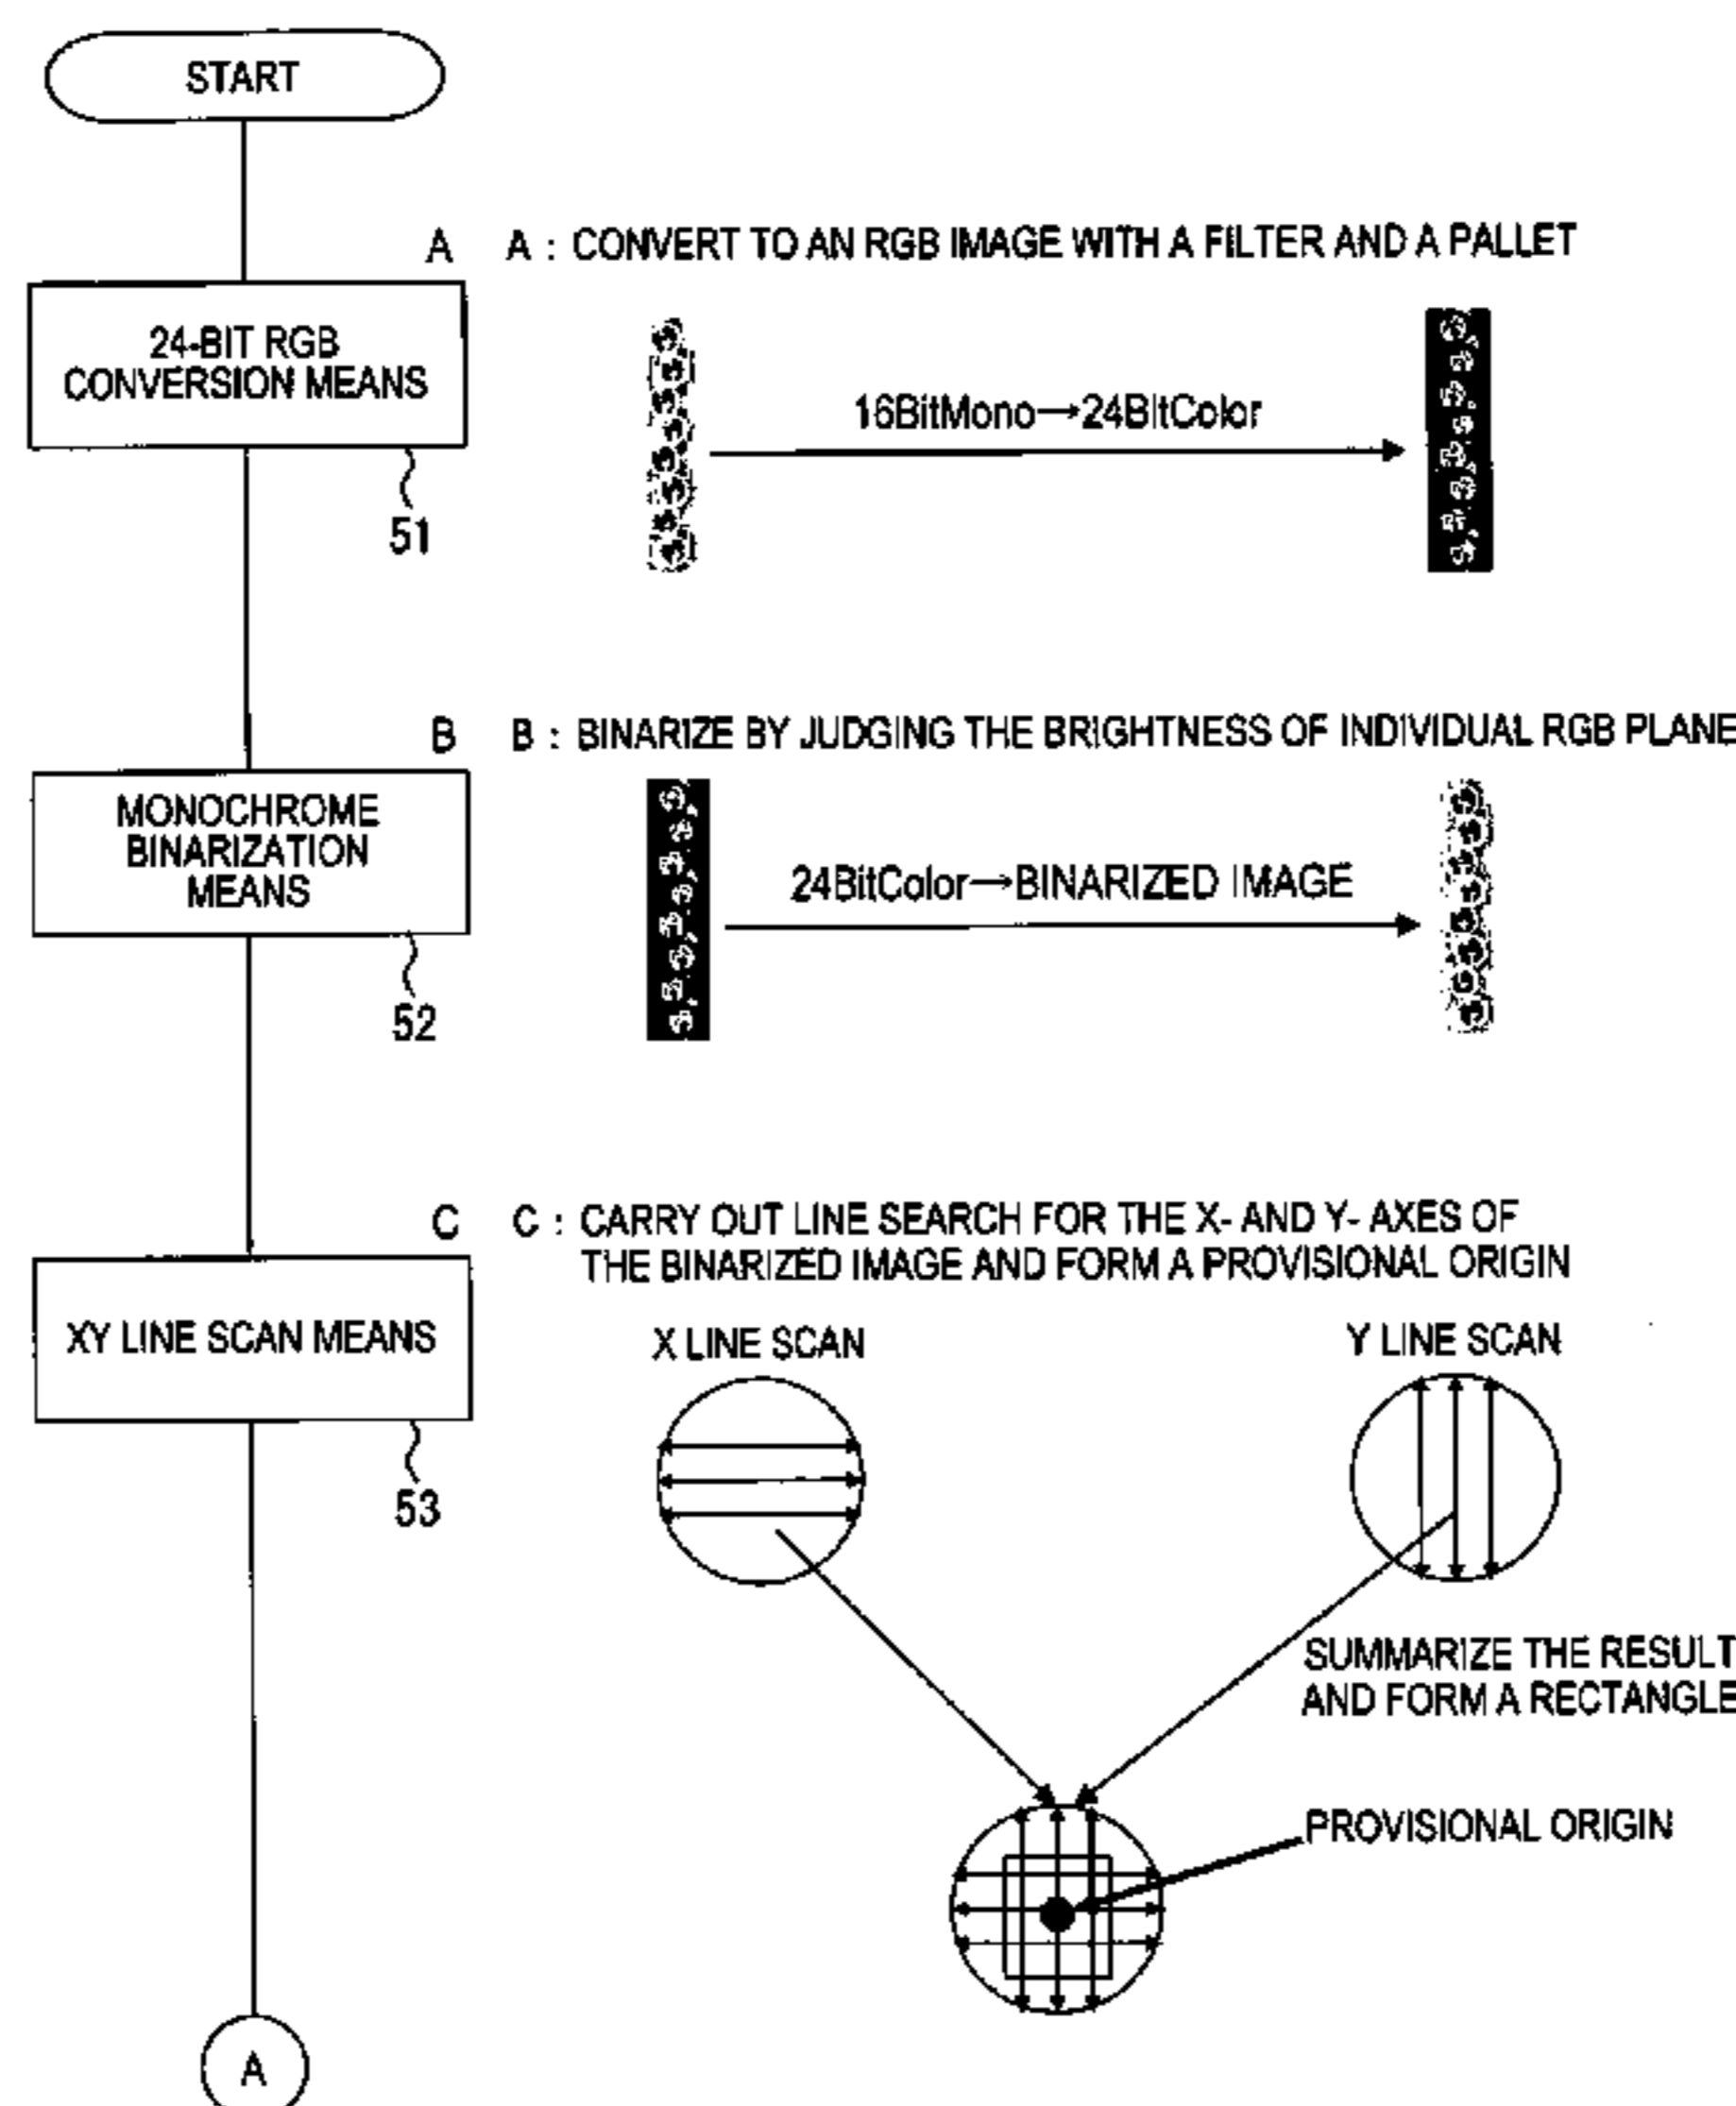 START
A
A : CONVERT TO AN RGB IMAGE WITH A FILTER AND A PALLET
24-BIT RGB
CONVERSION MEANS
16BitMono→24BitColor
51
B
B : BINARIZE BY JUDGING THE BRIGHTNESS OF INDIVIDUAL RGB PLANE
MONOCHROME
BINARIZATION
MEANS
24BitColor→BINARIZED IMAGE
52
C
C : CARRY OUT LINE SEARCH FOR THE X- AND Y- AXES OF
THE BINARIZED IMAGE AND FORM A PROVISIONAL ORIGIN
XY LINE SCAN MEANS
X LINE SCAN
Y LINE SCAN
53
SUMMARIZE THE RESULT
AND FORM A RECTANGLE
PROVISIONAL ORIGIN
A